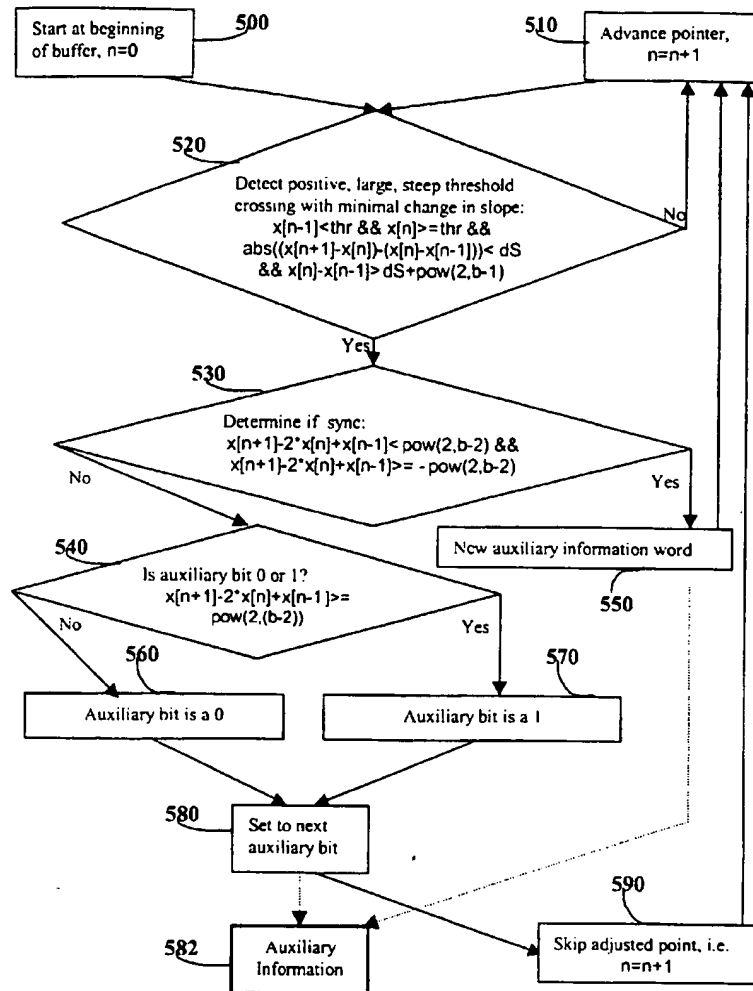 Start at beginning
of buffer, n=0
500
510
Advance pointer,
n=n+1
520
Detect positive, large, steep threshold
crossing with minimal change in slope:
x[n-1]<thr && x[n]>=thr &&
abs((x[n+1]-x[n])-(x[n]-x[n-1]))< dS
&& x[n]-x[n-1]>dS+pow(2,b-1)
No
Yes
530
Determine if sync:
x[n+1]-2*x[n]+x[n-1]< pow(2,b-2) &&
x[n+1]-2*x[n]+x[n-1]>= -pow(2,b-2)
No
Yes
540
Is auxiliary bit 0 or 1?
x[n+1]-2*x[n]+x[n-1]>=
pow(2,(b-2))
No
Yes
New auxiliary information word
550
560
Auxiliary bit is a 0
570
Auxiliary bit is a 1
580
Set to next
auxiliary bit
582
Auxiliary
Information
590
Skip adjusted point, i.e.
n=n+1